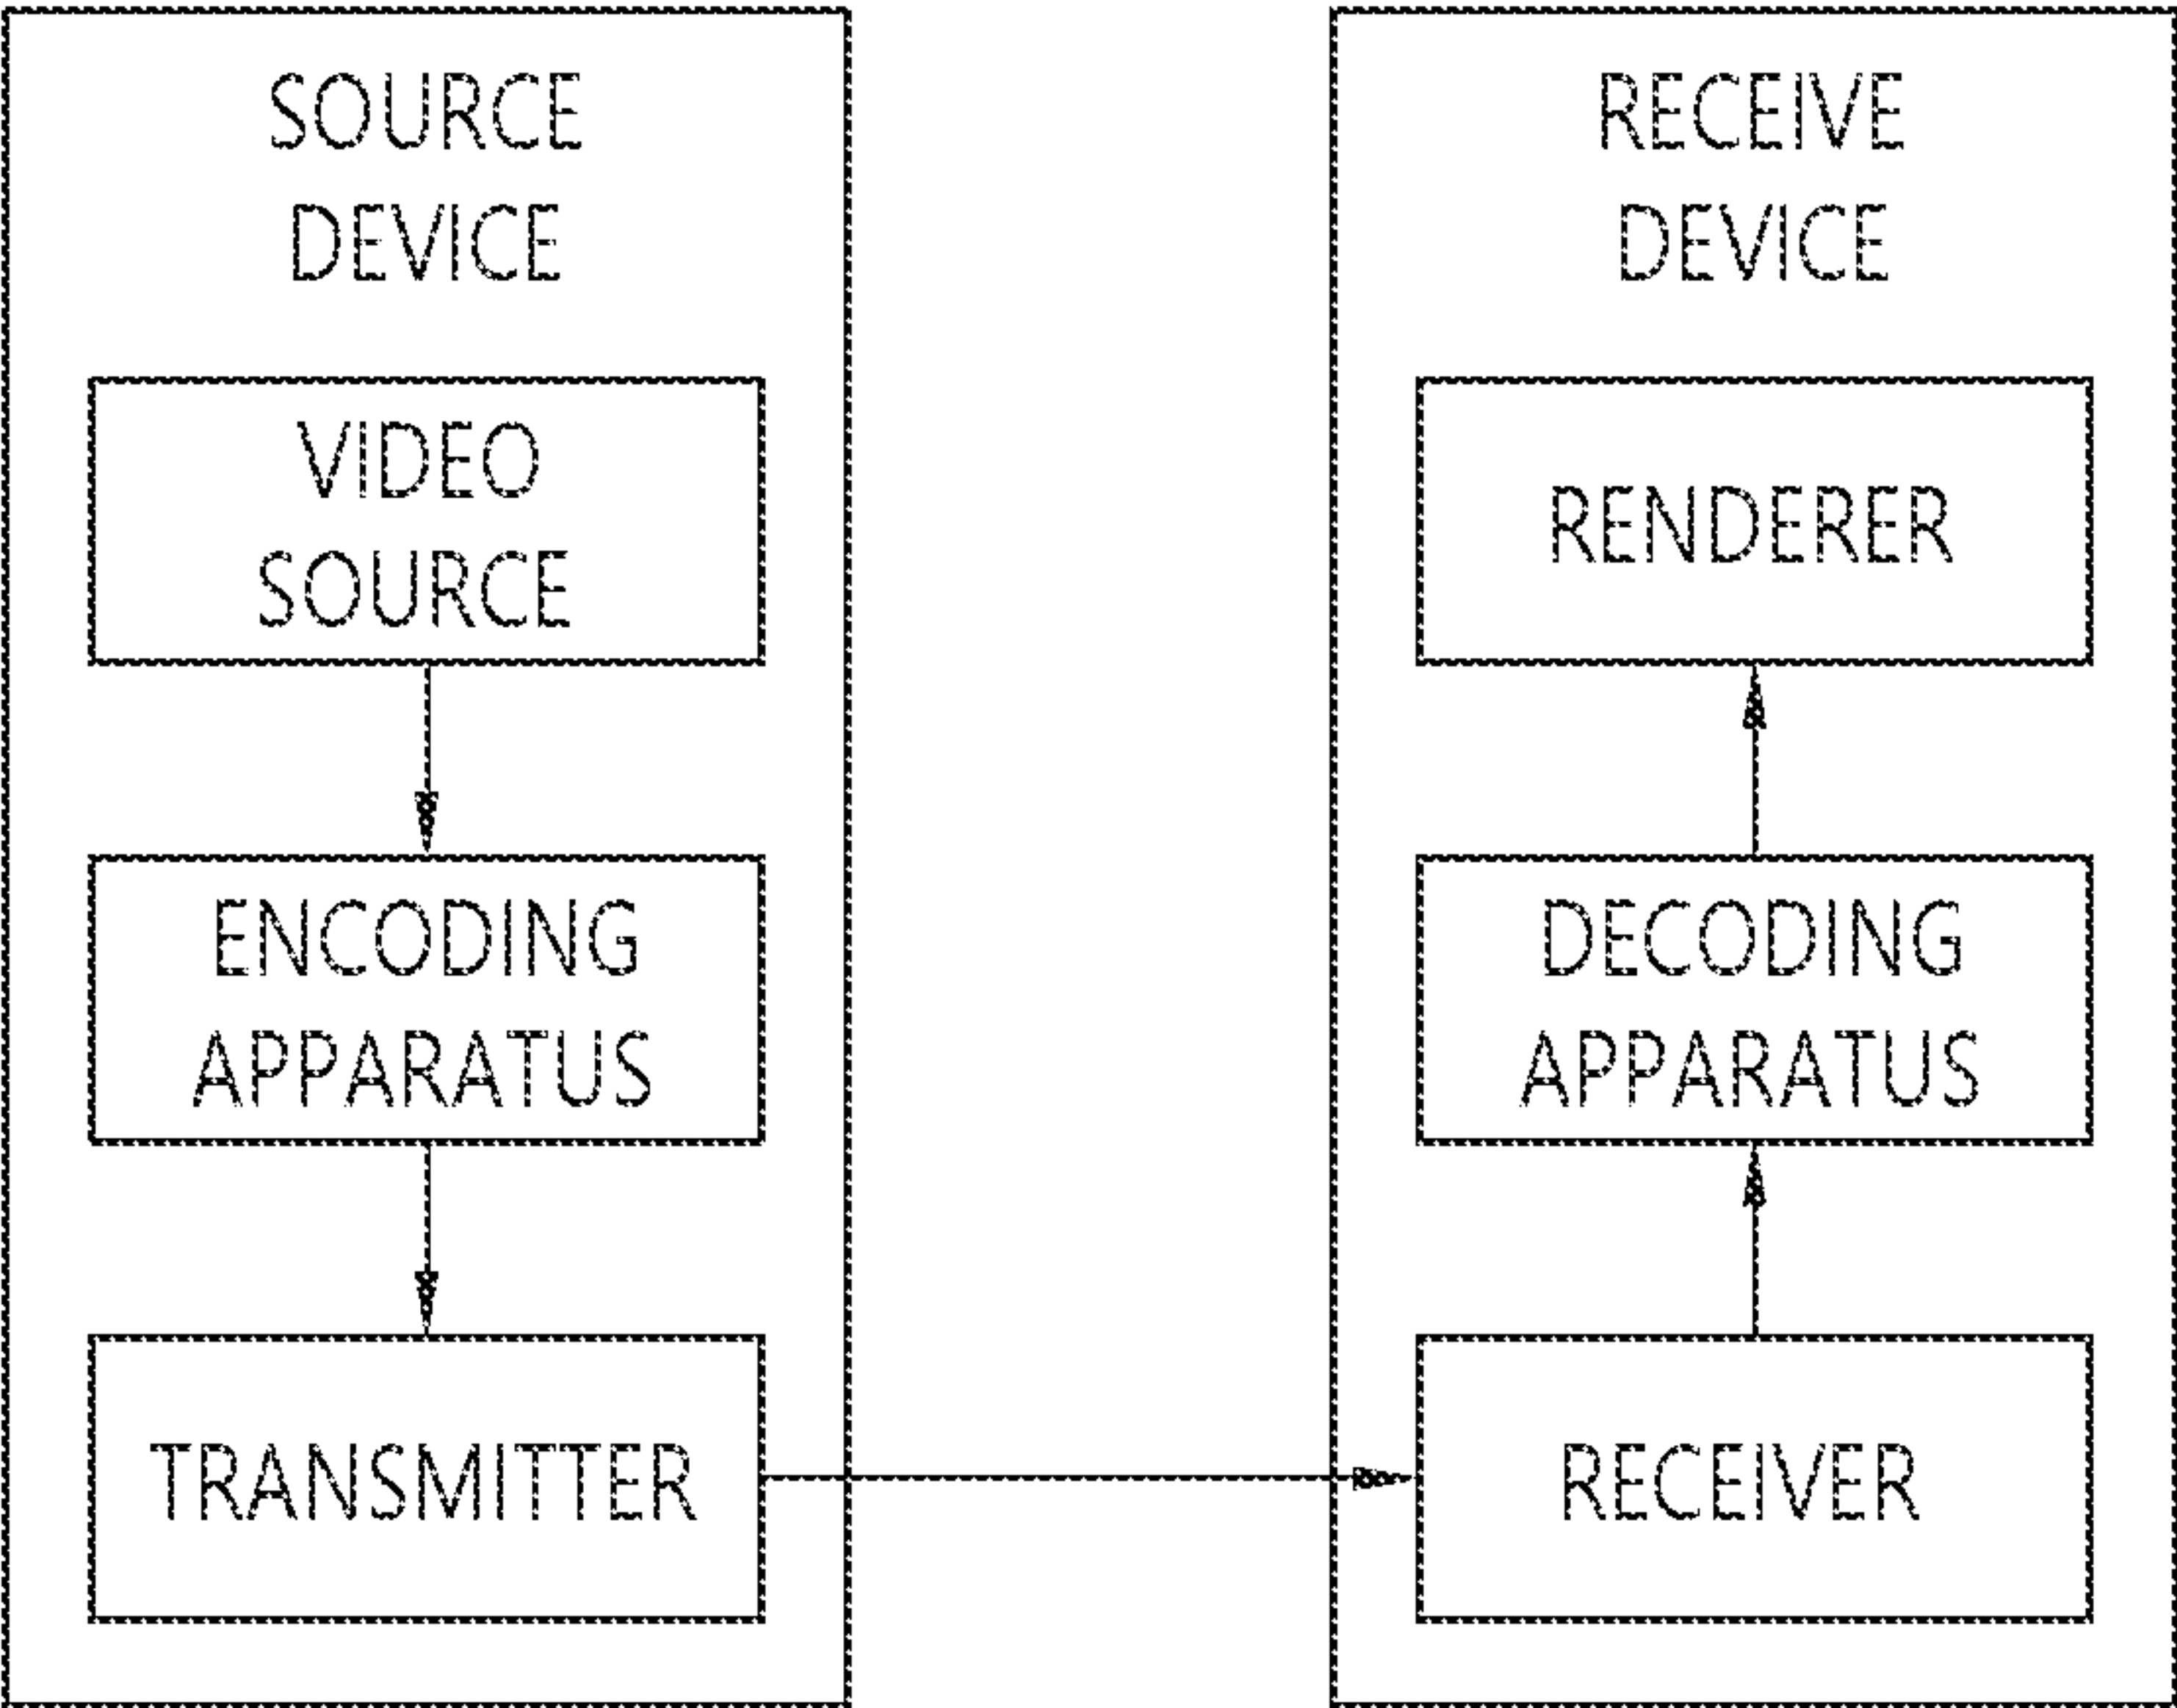 SOURCE
DEVICE
VIDEO
SOURCE
ENCODING
APPARATUS
TRANSMITTER
RECEIVE
DEVICE
RENDERER
DECODING
APPARATUS
RECEIVER